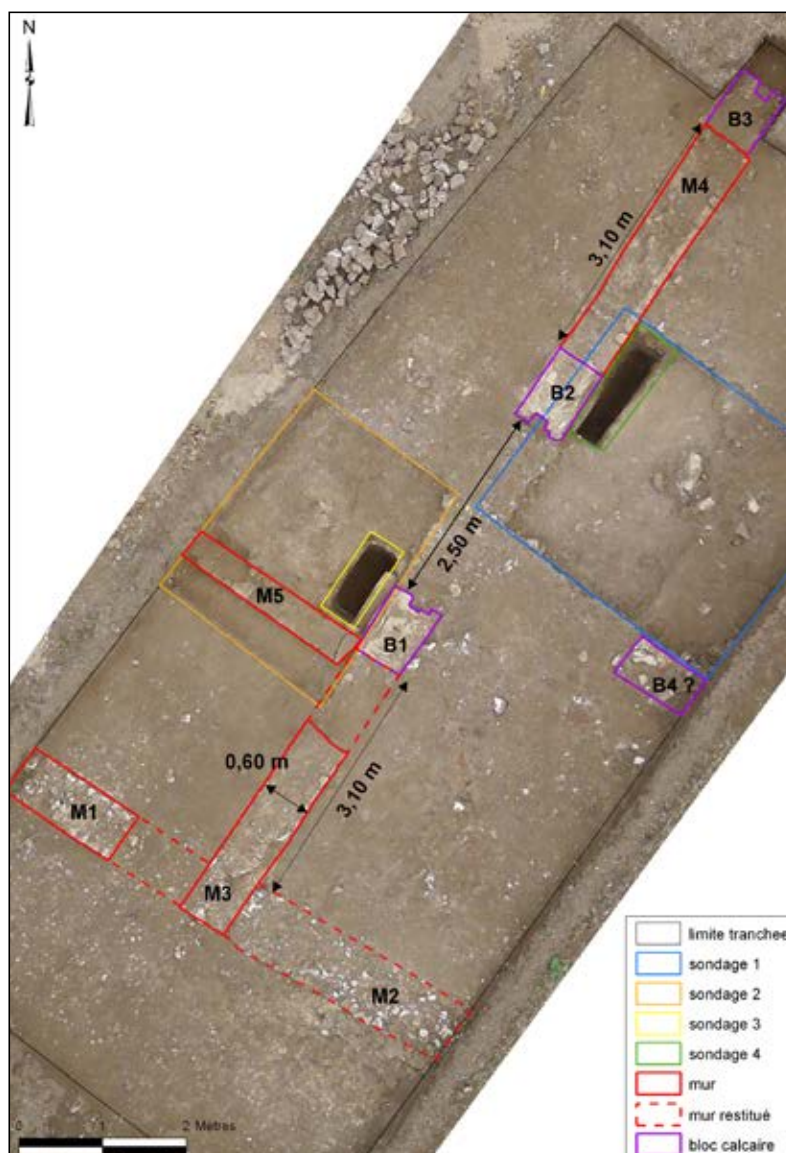 N
B3
M4
3,10 m
B2
2,50 m
M5
B1
B4 ?
0,60 m
3,10 m
M1
M3
M2
0 1 2 Metres
limite tranchee
sondage 1
sondage 2
sondage 3
sondage 4
mur
mur restitué
bloc calcaire